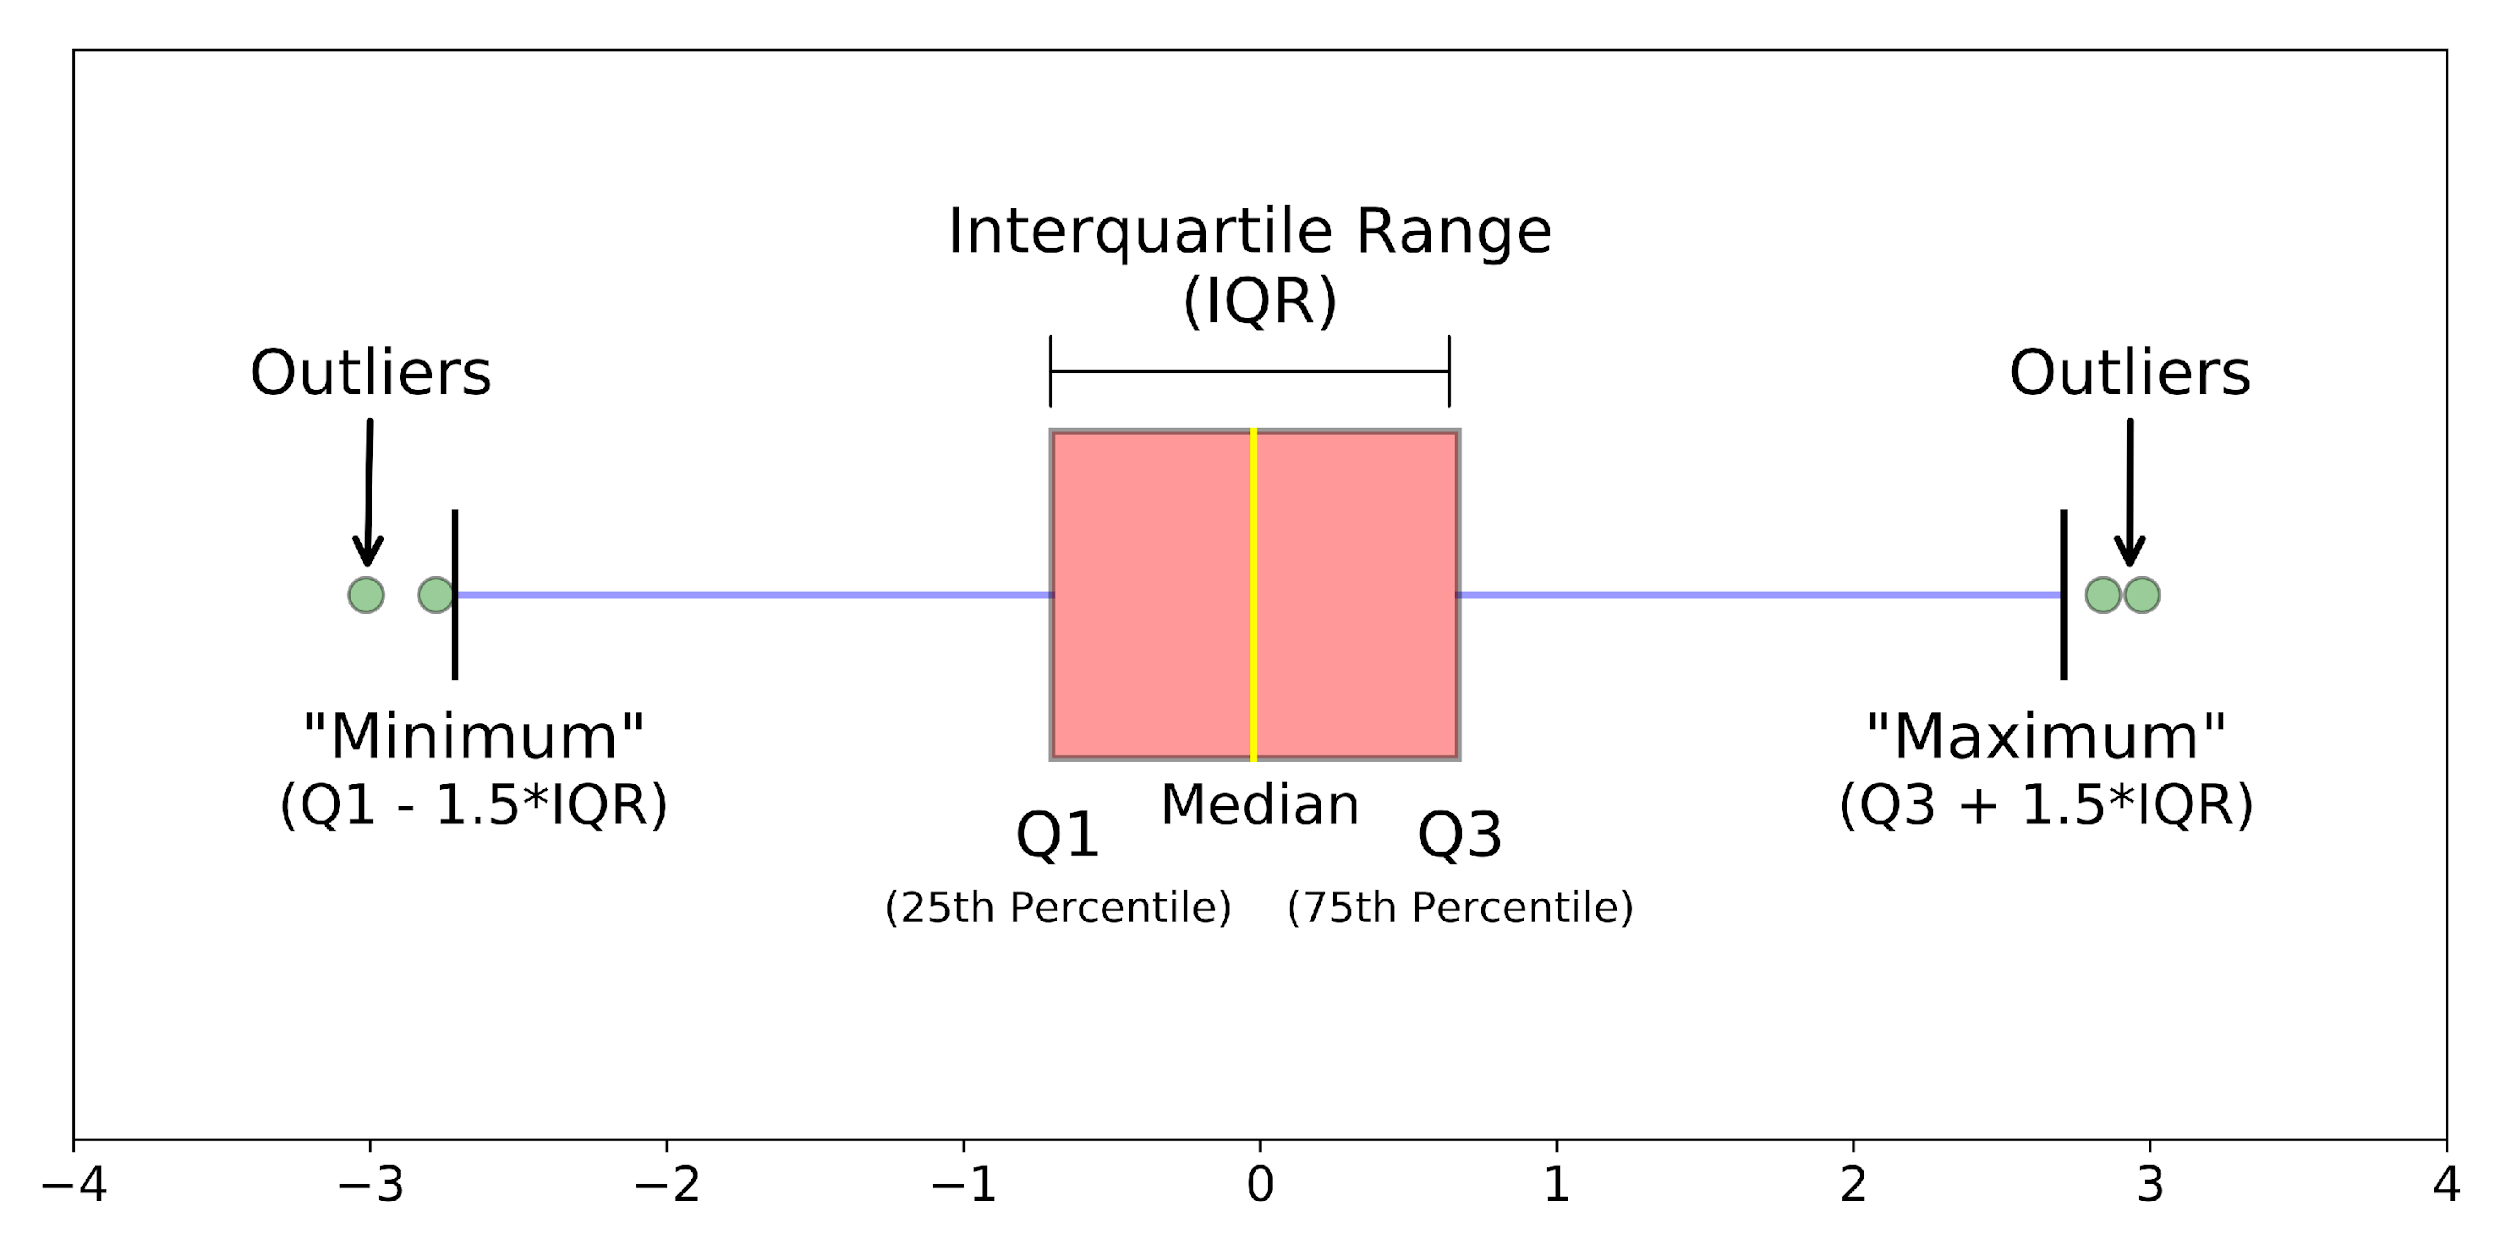 Interquartile Range
(IQR)
Outliers
Outliers
"Minimum"
(Q1 - 1.5*IQR)
"Maximum"
(Q3 + 1.5*IQR)
Median
Q1
Q3
(25th Percentile)
(75th Percentile)
−4 −3 −2 −1 0 1 2 3 4